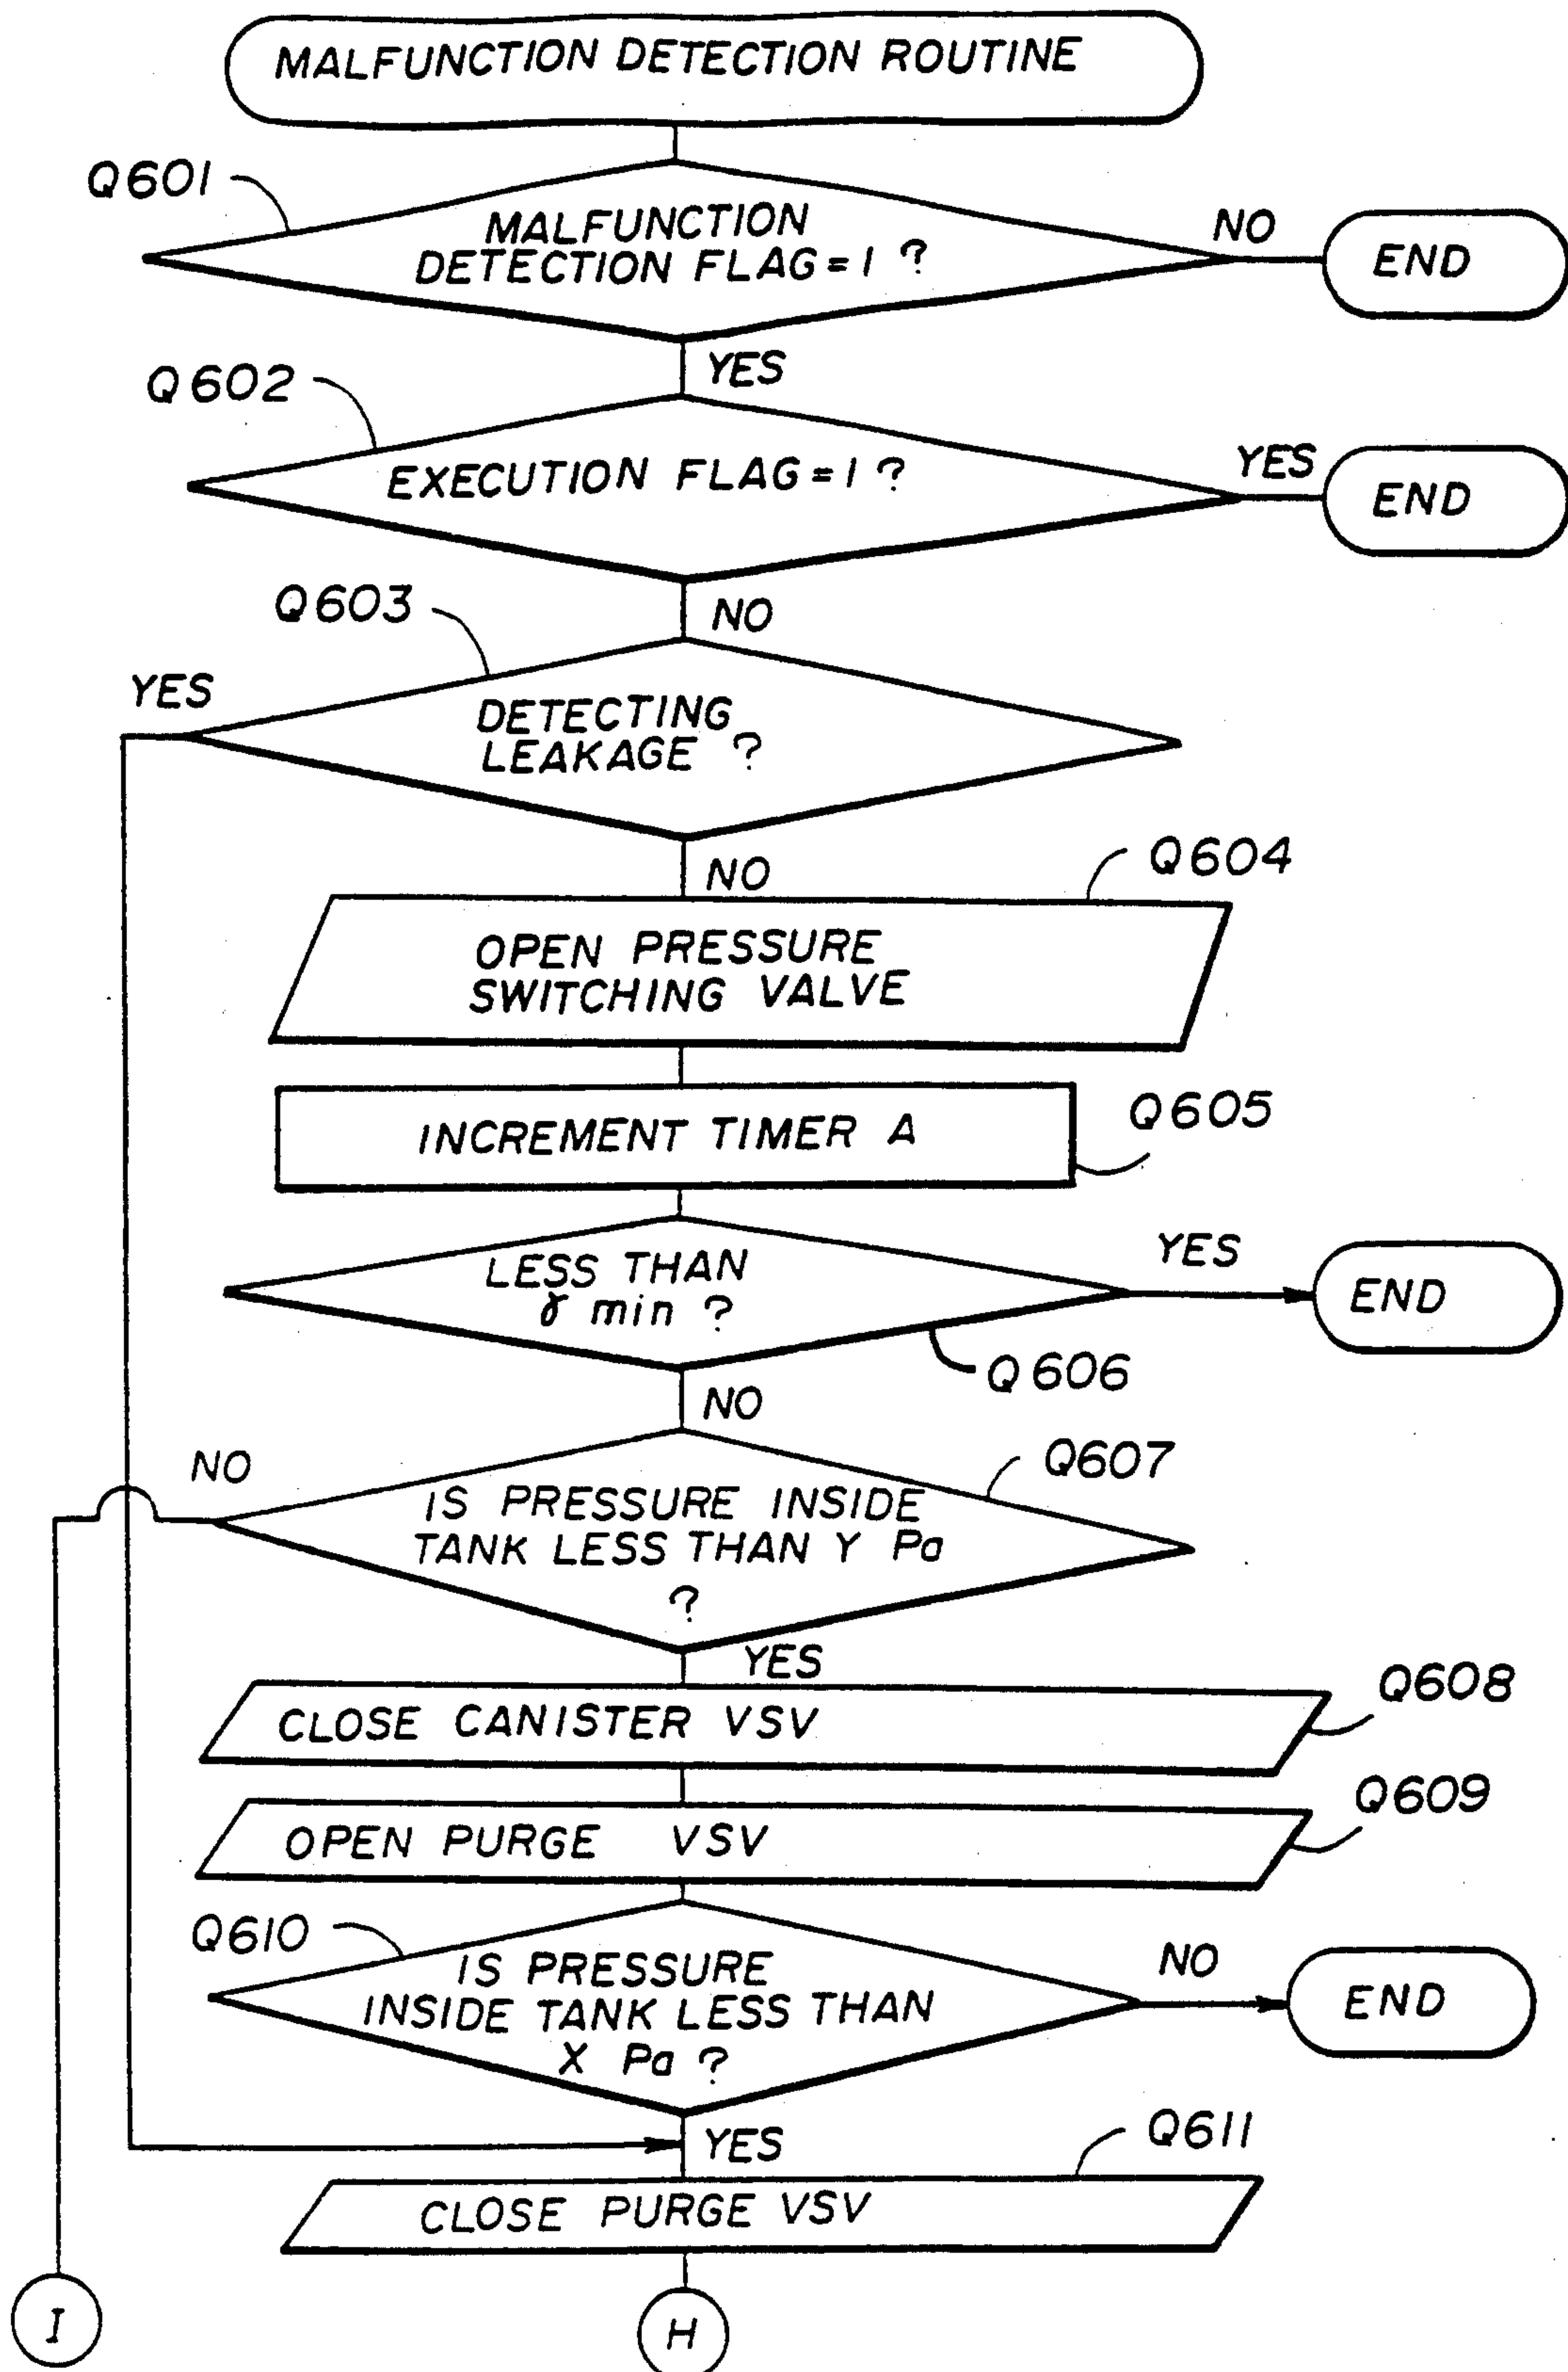 MALFUNCTION DETECTION ROUTINE
Q601
MALFUNCTION
DETECTION FLAG = 1 ?
NO
END
YES
Q602
EXECUTION FLAG = 1 ?
YES
END
NO
Q603
YES
DETECTING
LEAKAGE ?
NO
Q604
OPEN PRESSURE
SWITCHING VALVE
INCREMENT TIMER A
Q605
LESS THAN
γ min ?
YES
END
Q606
NO
NO
Q607
IS PRESSURE INSIDE
TANK LESS THAN Y Pa
?
YES
CLOSE CANISTER VSV
Q608
OPEN PURGE VSV
Q609
Q610
IS PRESSURE
INSIDE TANK LESS THAN
X Pa ?
NO
END
YES
Q611
CLOSE PURGE VSV
I
H